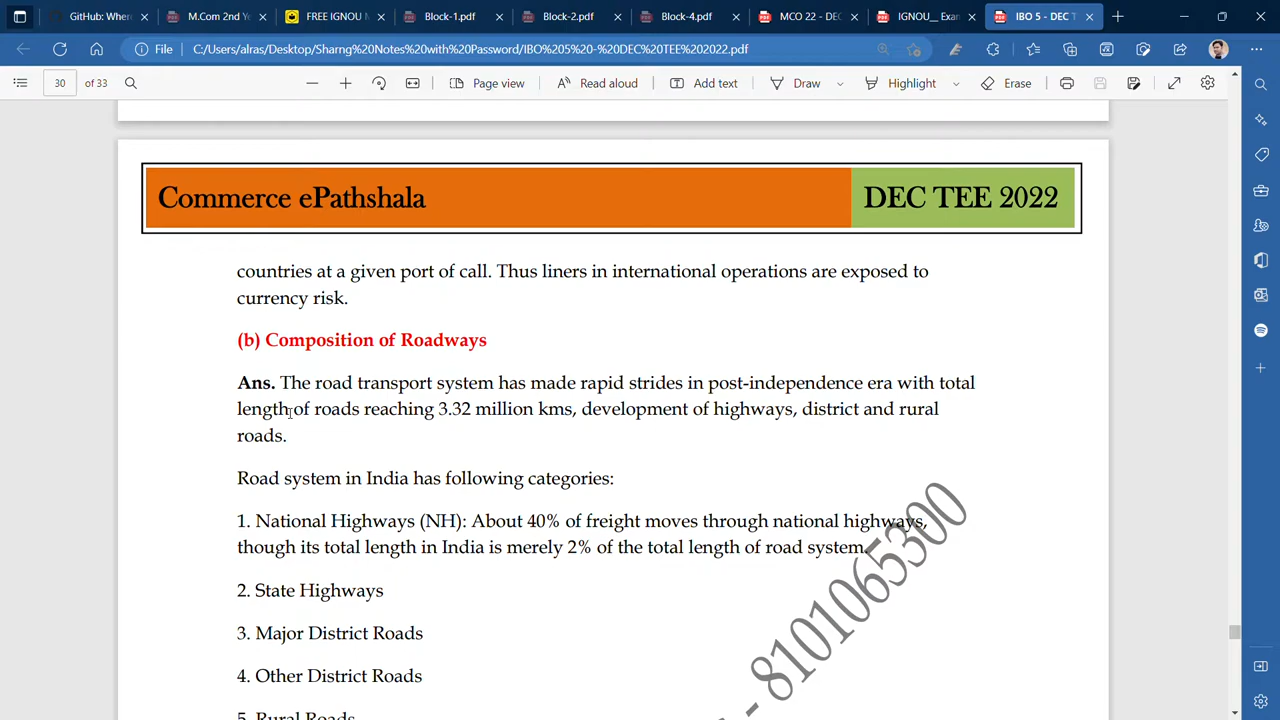 GitHub: Wher
M.Com 2nd Y
FREE IGNOU M
Block-1.pdf
Block-2.pdf
Block-4.pdf
MCO 22 - DEC
IGNOU__ Exan
IBO 5 - DEC T
File
C:/Users/alras/Desktop/Sharng%20Notes%20with%20Password/IBO%205%20-%20DEC%20TEE%202022.pdf
30 of 33
Page view
Read aloud
Add text
Draw
Highlight
Erase
Commerce ePathshala
DEC TEE 2022
countries at a given port of call. Thus liners in international operations are exposed to
currency risk.
(b) Composition of Roadways
Ans. The road transport system has made rapid strides in post-independence era with total
length of roads reaching 3.32 million kms, development of highways, district and rural
roads.
Road system in India has following categories:
1. National Highways (NH): About 40% of freight moves through national highways,
though its total length in India is merely 2% of the total length of road system.
2. State Highways
3. Major District Roads
4. Other District Roads
5. Rural Roads
- 8101065300